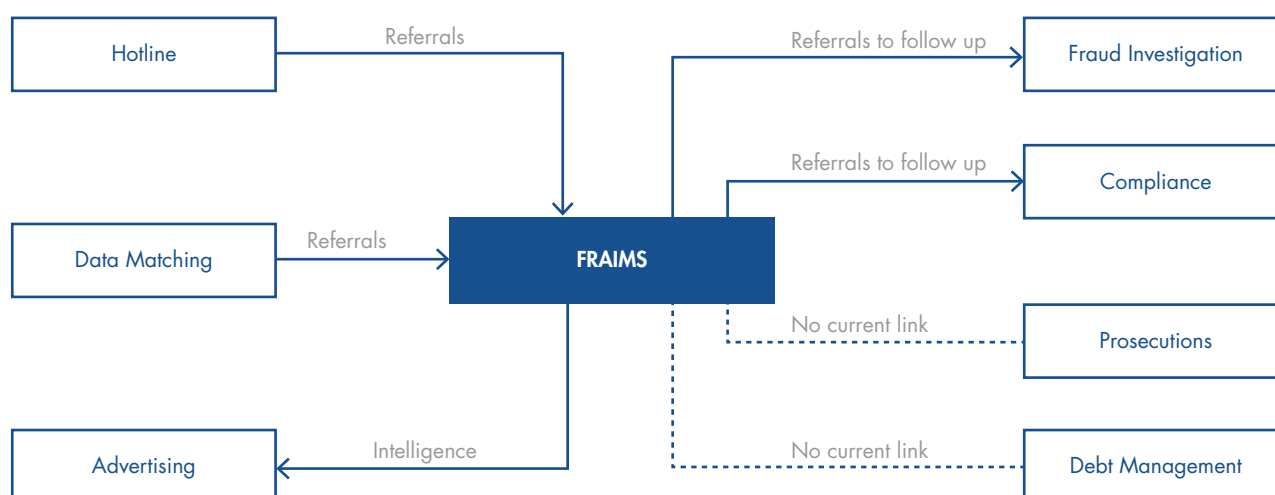 Hotline
Referrals
Referrals to follow up
Fraud Investigation
Referrals to follow up
Compliance
Data Matching
Referrals
FRAIMS
No current link
Prosecutions
Advertising
Intelligence
No current link
Debt Management